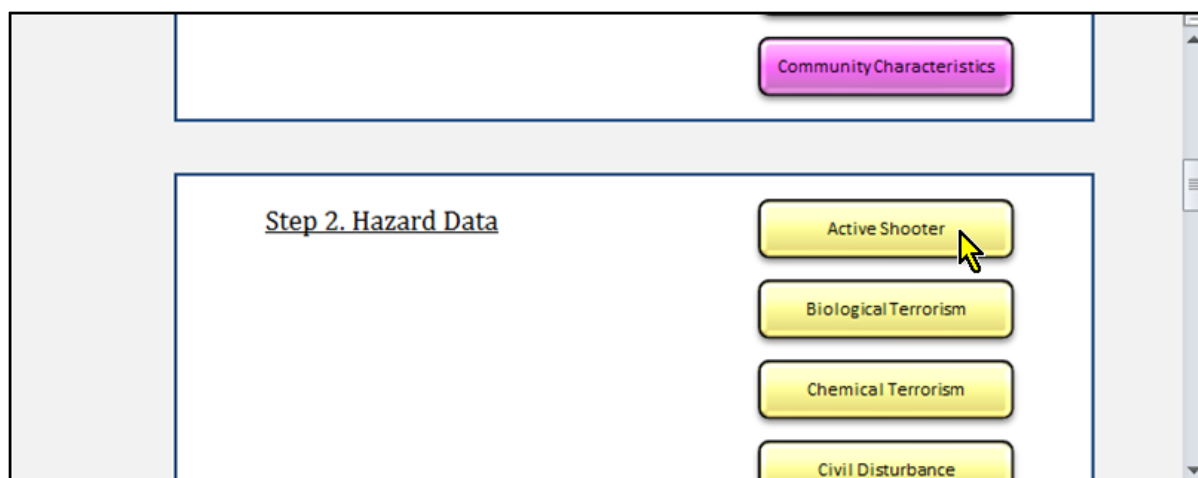 Community Characteristics
Step 2. Hazard Data
Active Shooter
Biological Terrorism
Chemical Terrorism
Civil Disturbance